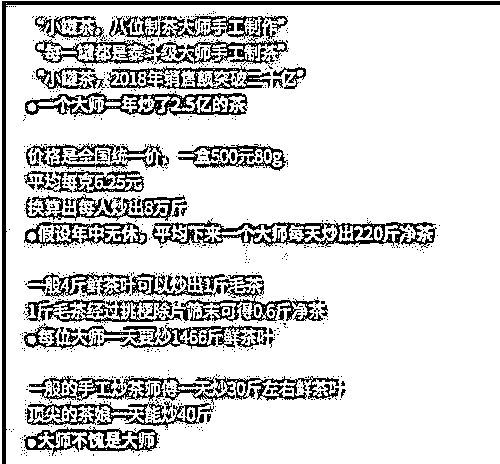 "小罐茶，八位制茶大师手工制作"
"每一罐都是泰斗级大师手工制茶"
"小罐茶，2018年销售额突破二十亿"
●一个大师一年炒了2.5亿的茶
价格是全国统一价，一盒500元80g
平均每克6.25元
换算出每人炒出8万斤
●假设年中无休，平均下来一个大师每天炒出220斤净茶
一般4斤鲜茶叶可以炒出1斤毛茶
1斤毛茶经过挑梗除片筛末可得0.6斤净茶
●每位大师一天要炒1466斤鲜茶叶
一般的手工炒茶师傅一天炒30斤左右鲜茶叶
顶尖的茶娘一天能炒40斤
●大师不愧是大师